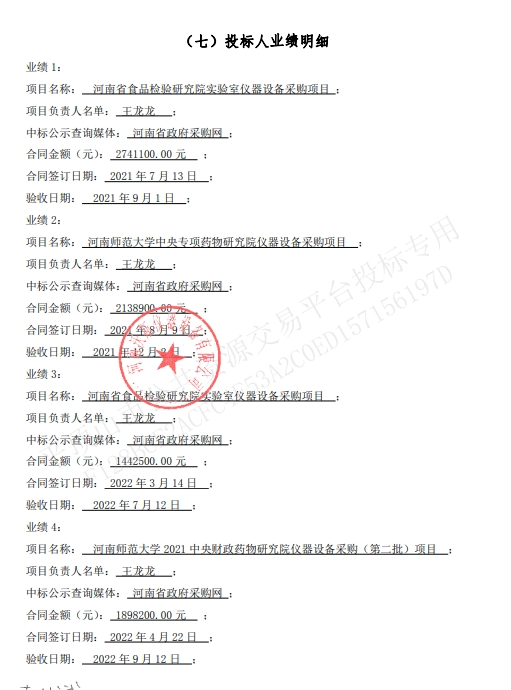 （七）投标人业绩明细
业绩 1：
项目名称： 河南省食品检验研究院实验室仪器设备采购项目 ；
项目负责人名单： 王龙龙 ；
中标公示查询媒体： 河南省政府采购网 ；
合同金额（元）： 2741100.00 元 ；
合同签订日期： 2021 年 7 月 13 日 ；
验收日期： 2021 年 9 月 1 日 ；
业绩 2：
项目名称： 河南师范大学中央专项药物研究院仪器设备采购项目 ；
项目负责人名单： 王龙龙 ；
中标公示查询媒体： 河南省政府采购网 ；
合同金额（元）： 2138900.00 元 ；
合同签订日期： 2021 年 8 月 9 日 ；
验收日期： 2021 年 12 月 日 ；
业绩 3：
项目名称： 河南省食品检验研究院实验室仪器设备采购项目 ；
项目负责人名单： 王龙龙 ；
中标公示查询媒体： 河南省政府采购网 ；
合同金额（元）： 1442500.00 元 ；
合同签订日期： 2022 年 3 月 14 日 ；
验收日期： 2022 年 7 月 12 日 ；
业绩 4：
项目名称： 河南师范大学 2021 中央财政药物研究院仪器设备采购（第二批）项目 ；
项目负责人名单： 王龙龙 ；
中标公示查询媒体： 河南省政府采购网 ；
合同金额（元）： 1898200.00 元 ；
合同签订日期： 2022 年 4 月 22 日 ；
验收日期： 2022 年 9 月 12 日 ；
源交易平台投标专用
有限公司